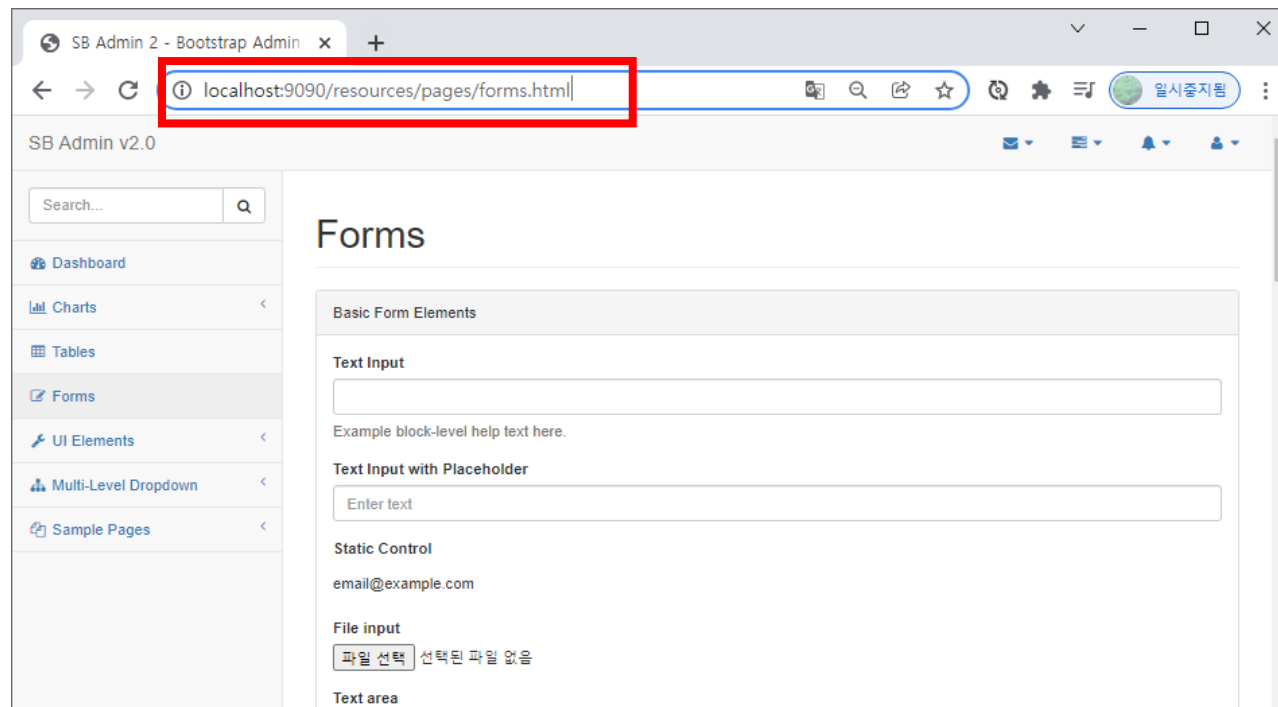 SB Admin 2 - Bootstrap Admin
localhost:9090/resources/pages/forms.html
일시중지됨
SB Admin v2.0
Search...
Dashboard
Charts
Tables
Forms
UI Elements
Multi-Level Dropdown
Sample Pages
Forms
Basic Form Elements
Text Input
Example block-level help text here.
Text Input with Placeholder
Enter text
Static Control
email@example.com
File input
파일 선택 선택된 파일 없음
Text area